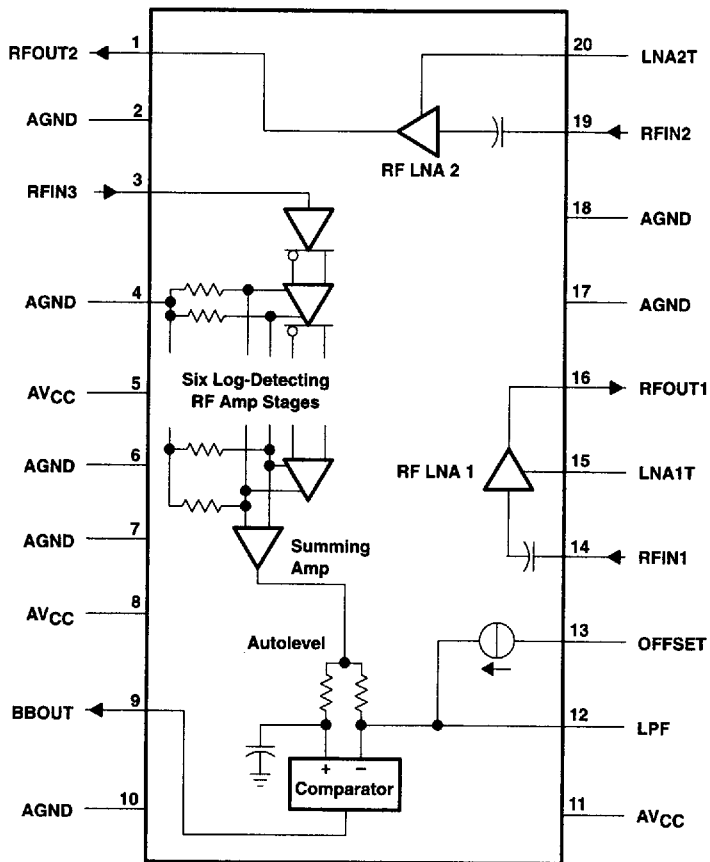 RFOUT2 1 20 LNA2T
AGND 2 19 RFIN2
RF LNA 2
RFIN3 3 18 AGND
AGND 4 17 AGND
Six Log-Detecting
RF Amp Stages
AVCC 5 16 RFOUT1
AGND 6 RF LNA 1 15 LNA1T
AGND 7 14 RFIN1
Summing
Amp
AVCC 8 13 OFFSET
Autolevel
BBOUT 9 12 LPF
+ −
Comparator
AGND 10 11 AVCC